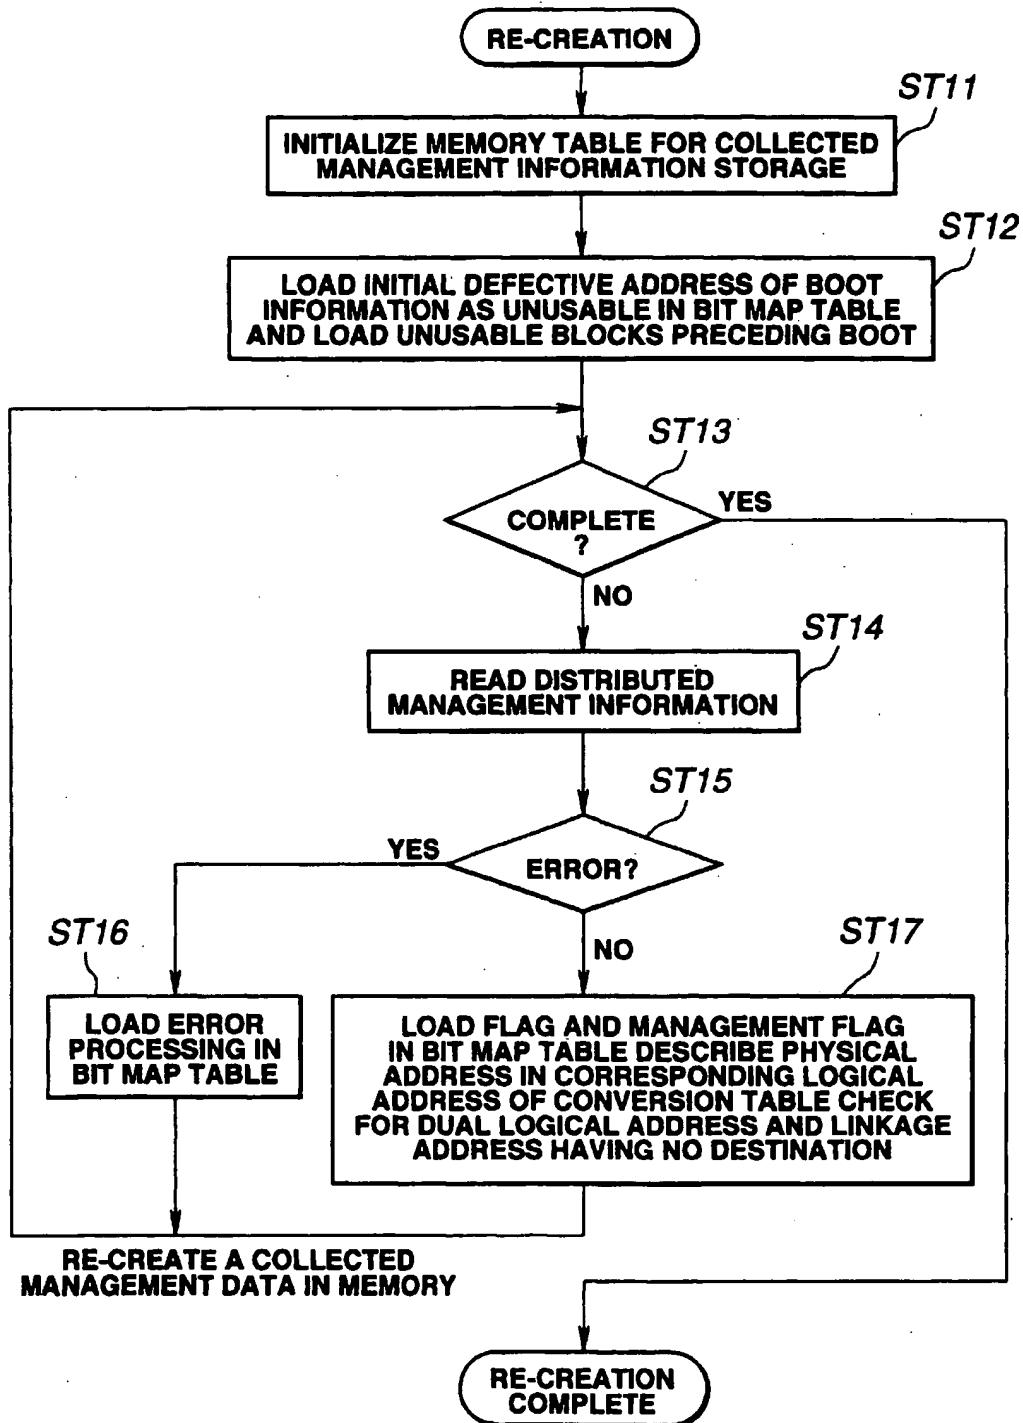 RE-CREATION
ST11
INITIALIZE MEMORY TABLE FOR COLLECTED
MANAGEMENT INFORMATION STORAGE
ST12
LOAD INITIAL DEFECTIVE ADDRESS OF BOOT
INFORMATION AS UNUSABLE IN BIT MAP TABLE
AND LOAD UNUSABLE BLOCKS PRECEDING BOOT
ST13
COMPLETE
?
YES
NO
ST14
READ DISTRIBUTED
MANAGEMENT INFORMATION
ST15
ERROR?
YES
NO
ST16
LOAD ERROR
PROCESSING IN
BIT MAP TABLE
ST17
LOAD FLAG AND MANAGEMENT FLAG
IN BIT MAP TABLE DESCRIBE PHYSICAL
ADDRESS IN CORRESPONDING LOGICAL
ADDRESS OF CONVERSION TABLE CHECK
FOR DUAL LOGICAL ADDRESS AND LINKAGE
ADDRESS HAVING NO DESTINATION
RE-CREATE A COLLECTED
MANAGEMENT DATA IN MEMORY
RE-CREATION
COMPLETE